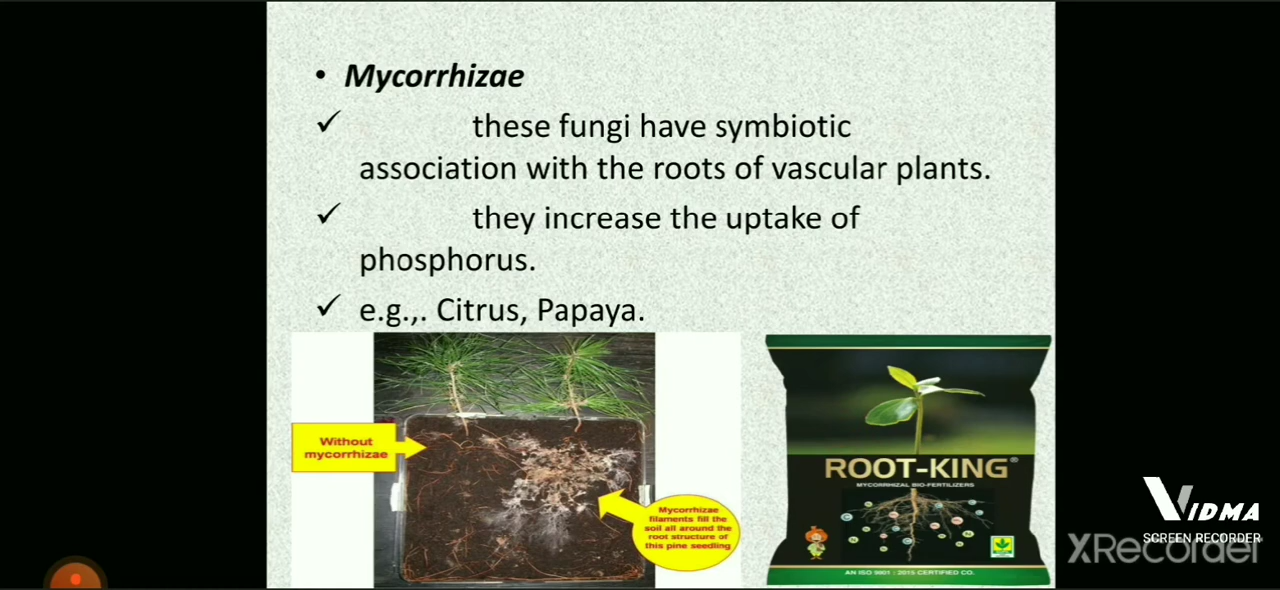 • Mycorrhizae
✓ these fungi have symbiotic
association with the roots of vascular plants.
✓ they increase the uptake of
phosphorus.
✓ e.g.,. Citrus, Papaya.
Without
mycorrhizae
Mycorrhizae
filaments fill the
soil all around the
root structure of
this pine seedling
ROOT-KING®
MYCORRHIZAL BIO-FERTILIZERS
AN ISO 9001 : 2015 CERTIFIED CO.
VIDMA
SCREEN RECORDER
XRecorder